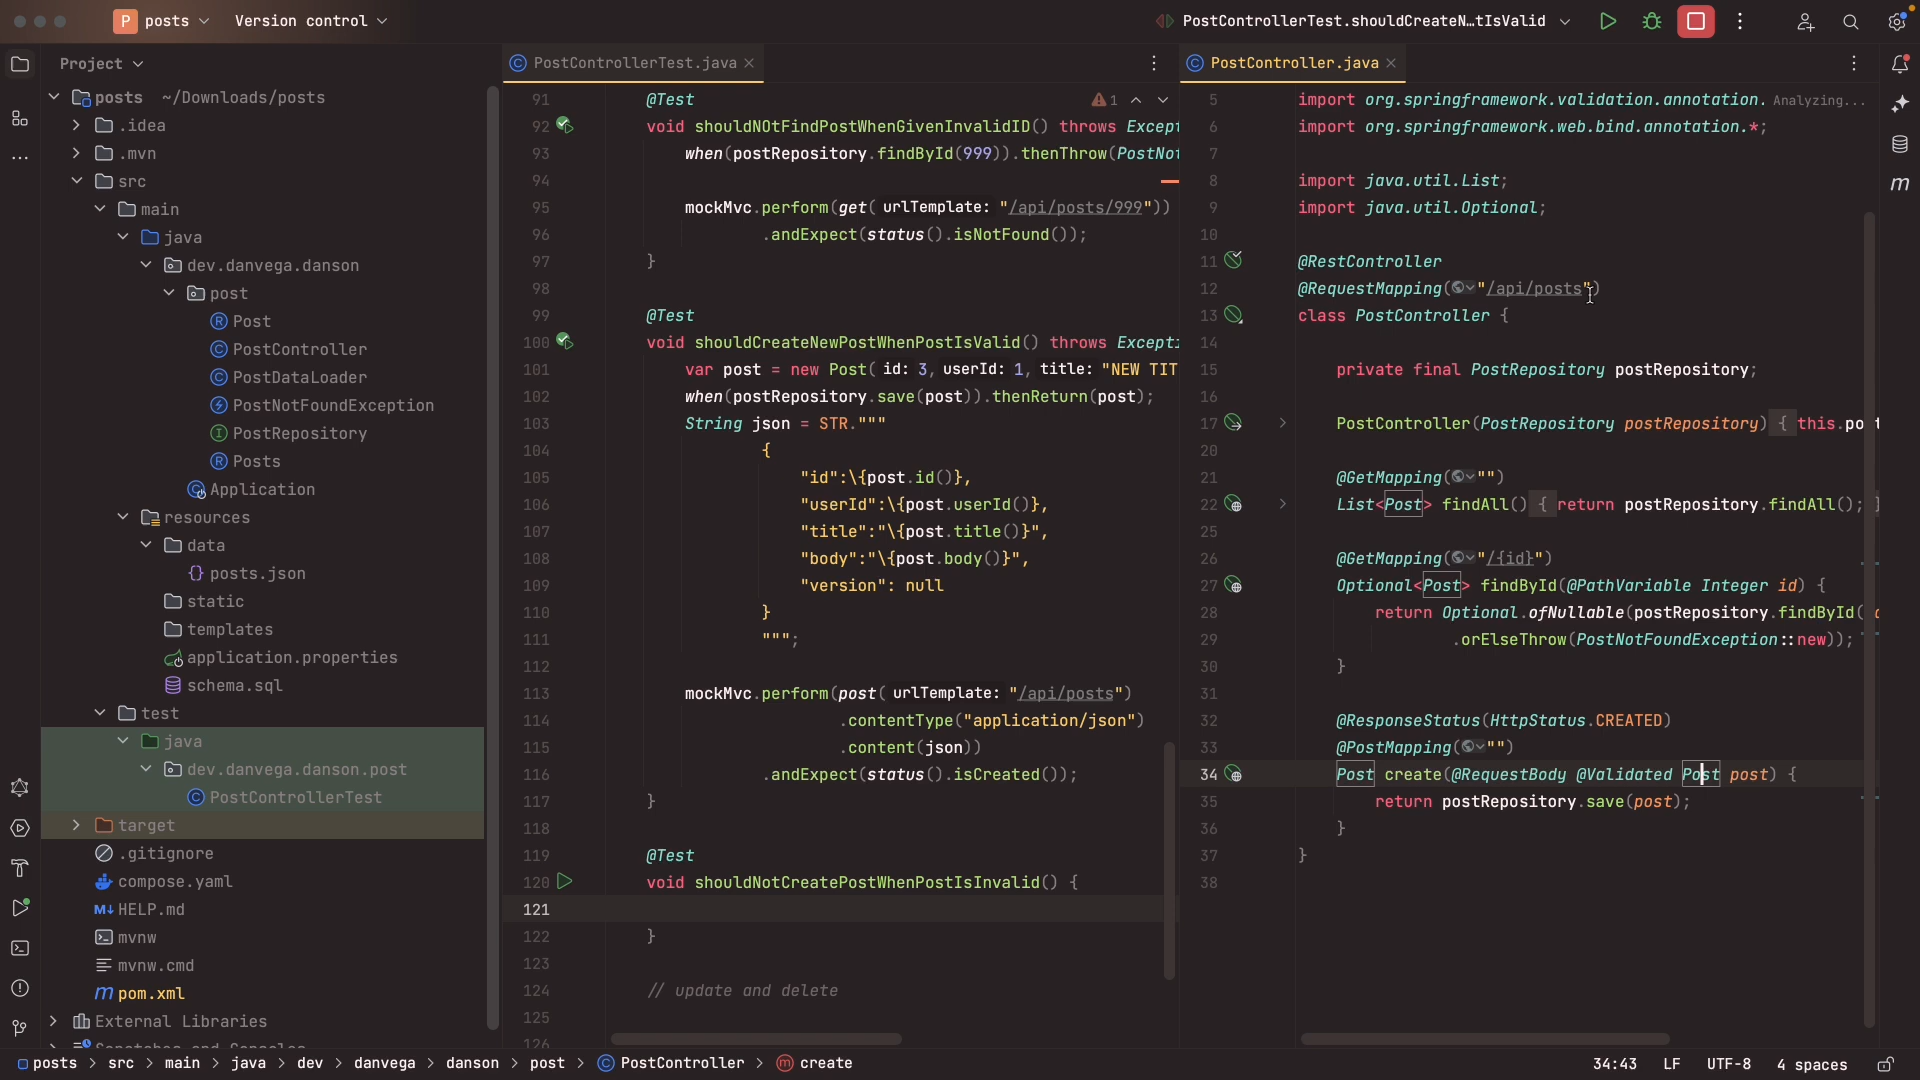 P posts Version control
PostControllerTest.shouldCreateN…tIsValid
Project
posts ~/Downloads/posts
.idea
.mvn
src
main
java
dev.danvega.danson
post
Post
PostController
PostDataLoader
PostNotFoundException
PostRepository
Posts
Application
resources
data
posts.json
static
templates
application.properties
schema.sql
test
java
dev.danvega.danson.post
PostControllerTest
target
.gitignore
compose.yaml
HELP.md
mvnw
mvnw.cmd
pom.xml
External Libraries
PostControllerTest.java
1
91 @Test
92 void shouldNOtFindPostWhenGivenInvalidID() throws Except
93 when(postRepository.findById(999)).thenThrow(PostNot
94
95 mockMvc.perform(get( urlTemplate: "/api/posts/999"))
96 .andExpect(status().isNotFound());
97 }
98
99 @Test
100 void shouldCreateNewPostWhenPostIsValid() throws Excepti
101 var post = new Post( id: 3, userId: 1, title: "NEW TIT
102 when(postRepository.save(post)).thenReturn(post);
103 String json = STR."""
104 {
105 "id":\{post.id()},
106 "userId":\{post.userId()},
107 "title":"\{post.title()}",
108 "body":"\{post.body()}",
109 "version": null
110 }
111 """;
112
113 mockMvc.perform(post( urlTemplate: "/api/posts")
114 .contentType("application/json")
115 .content(json))
116 .andExpect(status().isCreated());
117 }
118
119 @Test
120 void shouldNotCreatePostWhenPostIsInvalid() {
121
122 }
123
124 // update and delete
125
126
PostController.java
Analyzing...
5 import org.springframework.validation.annotation.
6 import org.springframework.web.bind.annotation.*;
7
8 import java.util.List;
9 import java.util.Optional;
10
11 @RestController
12 @RequestMapping("/api/posts")
13 class PostController {
14
15 private final PostRepository postRepository;
16
17 PostController(PostRepository postRepository) { this.post
20
21 @GetMapping("")
22 List<Post> findAll() { return postRepository.findAll(); }
25
26 @GetMapping("/{id}")
27 Optional<Post> findById(@PathVariable Integer id) {
28 return Optional.ofNullable(postRepository.findById(
29 .orElseThrow(PostNotFoundException::new));
30 }
31
32 @ResponseStatus(HttpStatus.CREATED)
33 @PostMapping("")
34 Post create(@RequestBody @Validated Post post) {
35 return postRepository.save(post);
36 }
37 }
38
posts > src > main > java > dev > danvega > danson > post > PostController > create
34:43 LF UTF-8 4 spaces